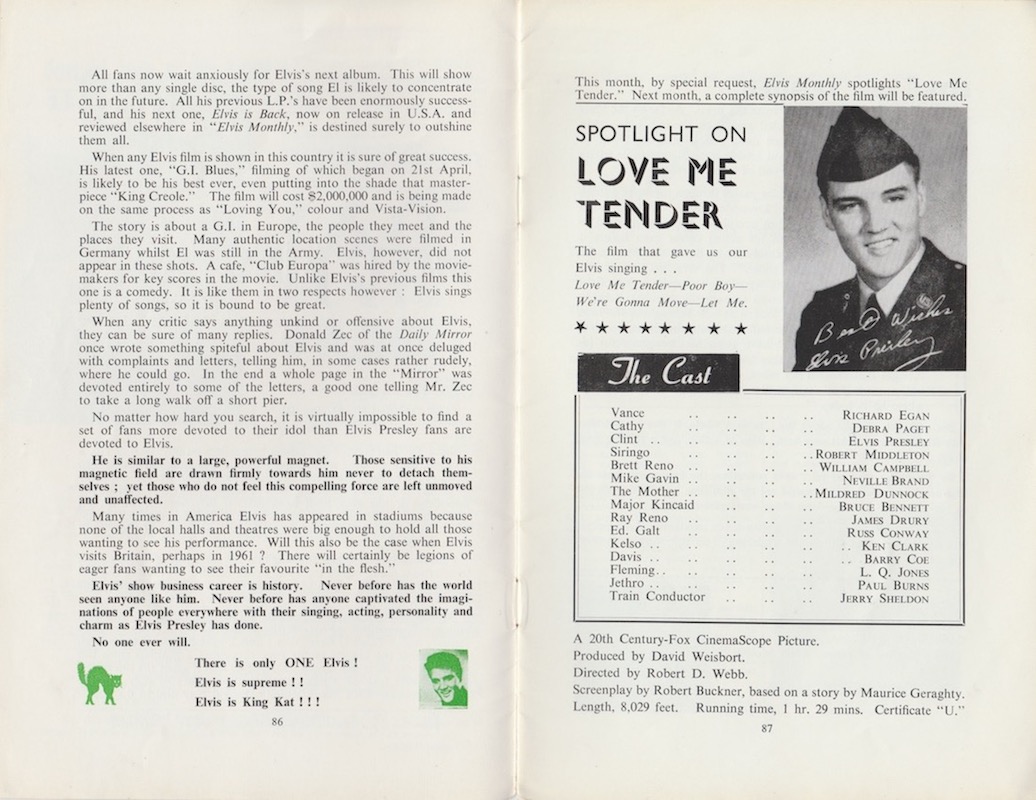 All fans now wait anxiously for Elvis's next album. This will show
more than any single disc, the type of song El is likely to concentrate
on in the future. All his previous L.P.'s have been enormously success-
ful, and his next one, Elvis is Back, now on release in U.S.A. and
reviewed elsewhere in "Elvis Monthly," is destined surely to outshine
them all.
When any Elvis film is shown in this country it is sure of great success.
His latest one, "G.I. Blues," filming of which began on 21st April,
is likely to be his best ever, even putting into the shade that master-
piece "King Creole." The film will cost $2,000,000 and is being made
on the same process as "Loving You," colour and Vista-Vision.
The story is about a G.I. in Europe, the people they meet and the
places they visit. Many authentic location scenes were filmed in
Germany whilst El was still in the Army. Elvis, however, did not
appear in these shots. A cafe, "Club Europa" was hired by the movie-
makers for key scores in the movie. Unlike Elvis's previous films this
one is a comedy. It is like them in two respects however : Elvis sings
plenty of songs, so it is bound to be great.
When any critic says anything unkind or offensive about Elvis,
they can be sure of many replies. Donald Zec of the Daily Mirror
once wrote something spiteful about Elvis and was at once deluged
with complaints and letters, telling him, in some cases rather rudely,
where he could go. In the end a whole page in the "Mirror" was
devoted entirely to some of the letters, a good one telling Mr. Zec
to take a long walk off a short pier.
No matter how hard you search, it is virtually impossible to find a
set of fans more devoted to their idol than Elvis Presley fans are
devoted to Elvis.
He is similar to a large, powerful magnet. Those sensitive to his
magnetic field are drawn firmly towards him never to detach them-
selves ; yet those who do not feel this compelling force are left unmoved
and unaffected.
Many times in America Elvis has appeared in stadiums because
none of the local halls and theatres were big enough to hold all those
wanting to see his performance. Will this also be the case when Elvis
visits Britain, perhaps in 1961 ? There will certainly be legions of
eager fans wanting to see their favourite "in the flesh."
Elvis' show business career is history. Never before has the world
seen anyone like him. Never before has anyone captivated the imagi-
nations of people everywhere with their singing, acting, personality and
charm as Elvis Presley has done.
No one ever will.
There is only ONE Elvis !
Elvis is supreme ! !
Elvis is King Kat ! ! !
86
This month, by special request, Elvis Monthly spotlights "Love Me
Tender." Next month, a complete synopsis of the film will be featured.
SPOTLIGHT ON
LOVE ME
TENDER
The film that gave us our
Elvis singing . . .
Love Me Tender—Poor Boy—
We're Gonna Move—Let Me.
★ ★ ★ ★ ★ ★ ★ ★
Best Wishes
Elvis Presley
The Cast
Vance .. .. .. .. RICHARD EGAN
Cathy .. .. .. .. DEBRA PAGET
Clint .. .. .. .. ELVIS PRESLEY
Siringo .. .. .. .. ROBERT MIDDLETON
Brett Reno .. .. .. .. WILLIAM CAMPBELL
Mike Gavin .. .. .. .. NEVILLE BRAND
The Mother .. .. .. .. MILDRED DUNNOCK
Major Kincaid .. .. .. BRUCE BENNETT
Ray Reno .. .. .. .. JAMES DRURY
Ed. Galt .. .. .. .. RUSS CONWAY
Kelso .. .. .. .. .. KEN CLARK
Davis .. .. .. .. .. BARRY COE
Fleming .. .. .. .. L. Q. JONES
Jethro .. .. .. .. PAUL BURNS
Train Conductor .. .. .. JERRY SHELDON
A 20th Century-Fox CinemaScope Picture.
Produced by David Weisbort.
Directed by Robert D. Webb.
Screenplay by Robert Buckner, based on a story by Maurice Geraghty.
Length, 8,029 feet. Running time, 1 hr. 29 mins. Certificate "U."
87